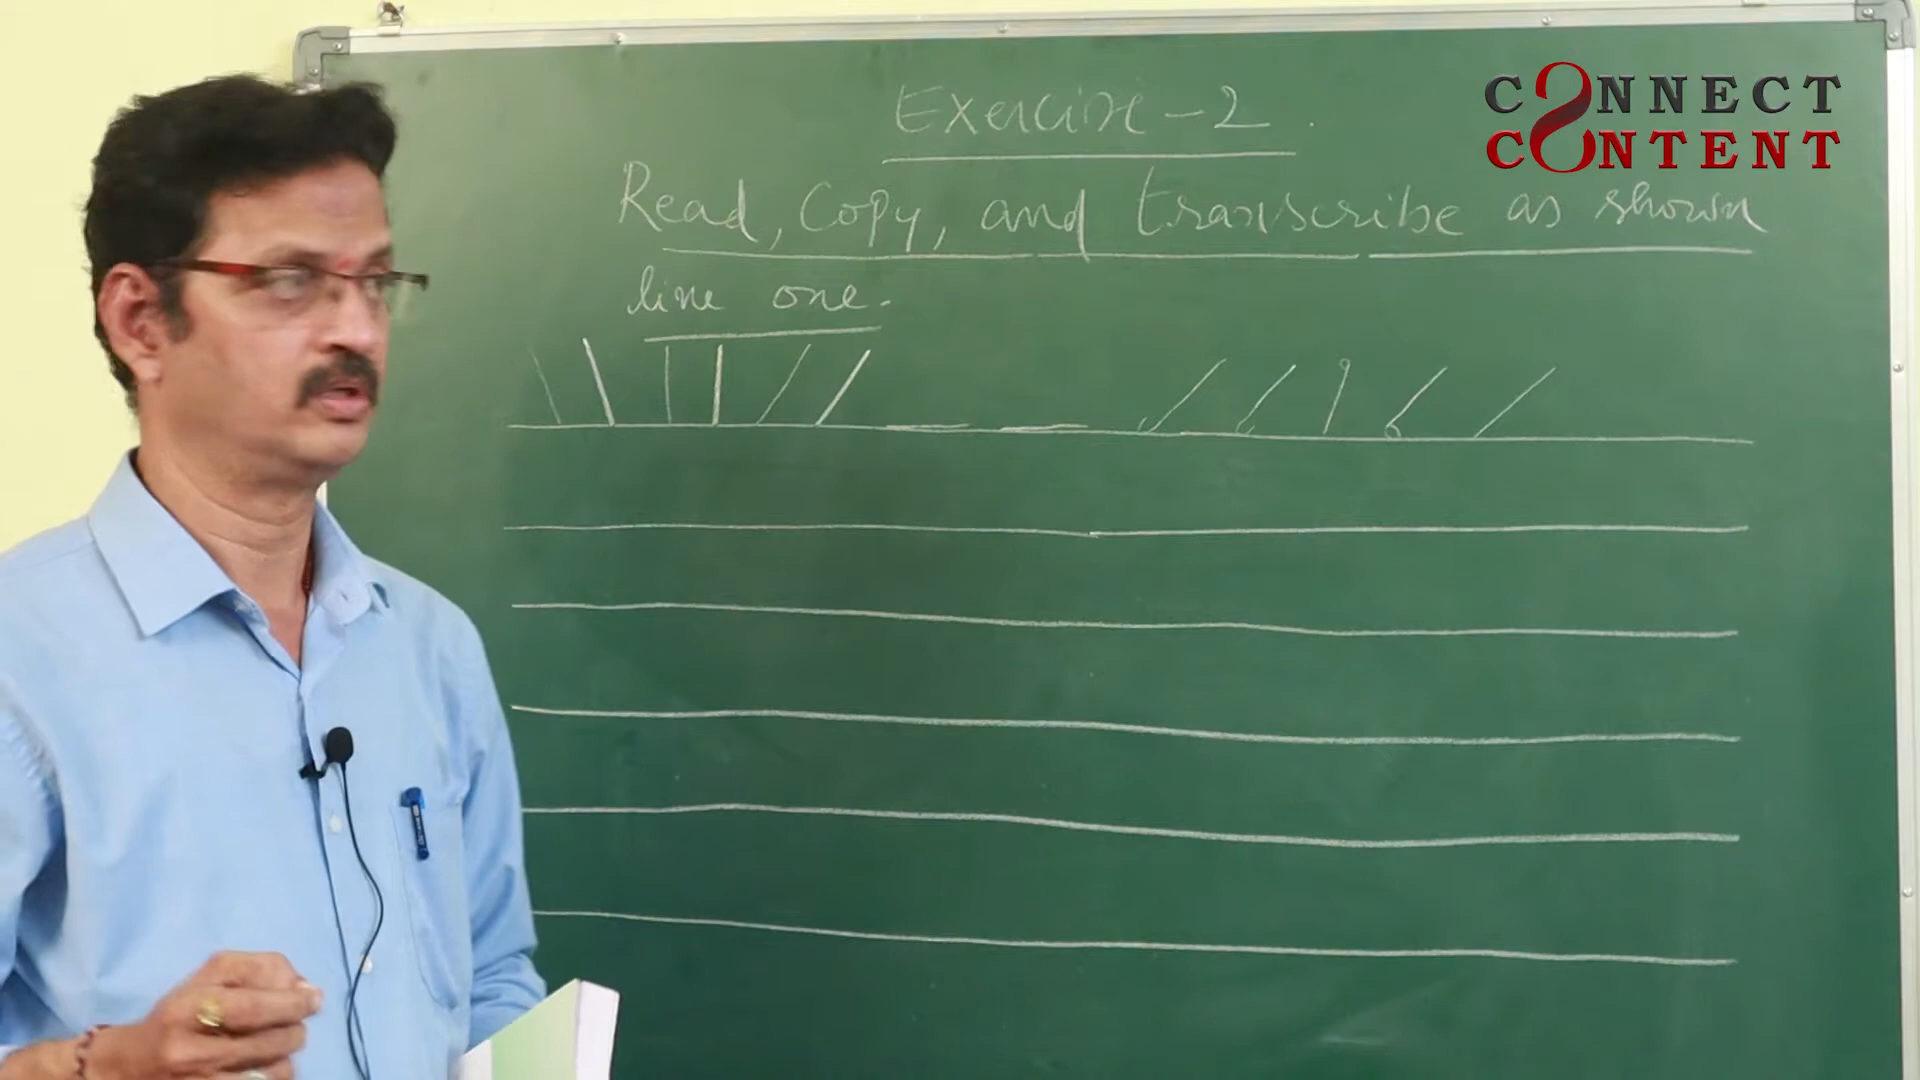 CONNECT
CONTENT
Exercise - 2.
Read, Copy, and transcribe as shown
line one.